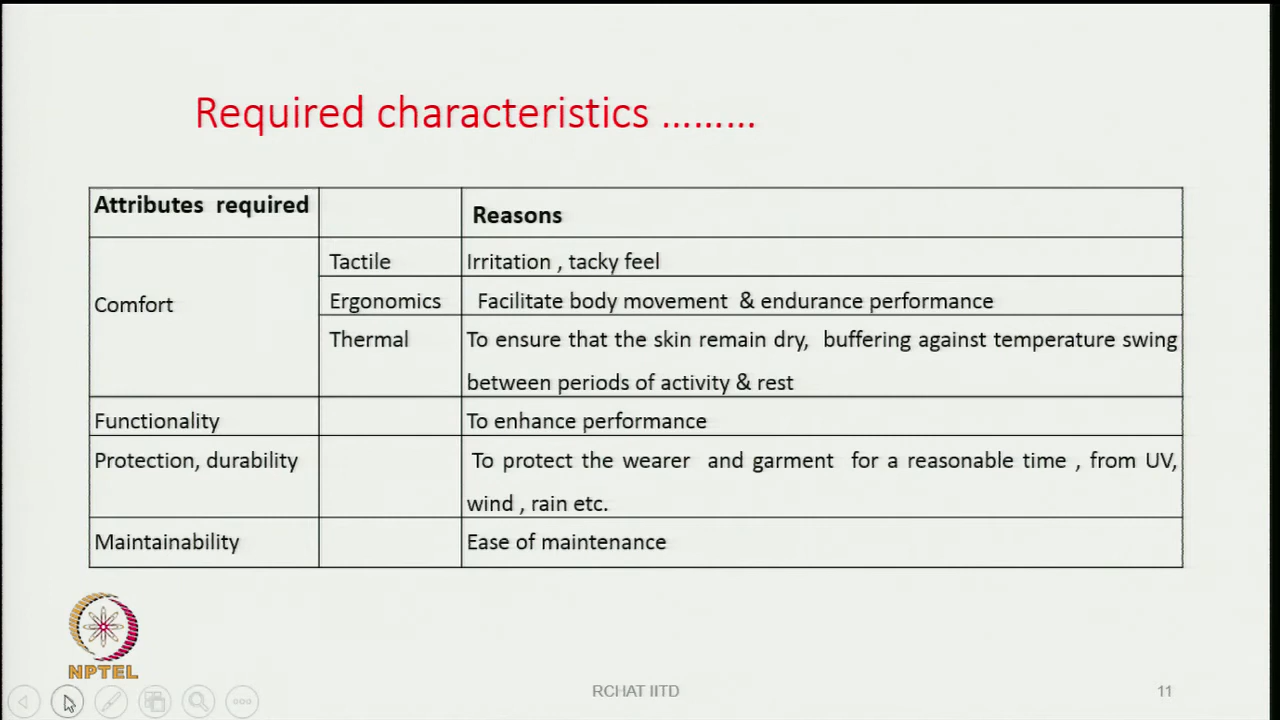 Required characteristics .........
Attributes required
Reasons
Comfort
Tactile
Irritation , tacky feel
Ergonomics
Facilitate body movement & endurance performance
Thermal
To ensure that the skin remain dry, buffering against temperature swing
between periods of activity & rest
Functionality
To enhance performance
Protection, durability
To protect the wearer and garment for a reasonable time , from UV,
wind , rain etc.
Maintainability
Ease of maintenance
NPTEL
RCHAT IITD
11